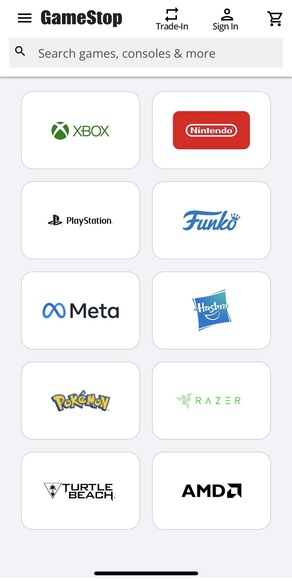 GameStop
Trade-In
Sign In
Search games, consoles & more
XBOX
Nintendo
PlayStation
Funko
Meta
Hasbro
POKéMON
RAZER
TURTLE
BEACH
AMD